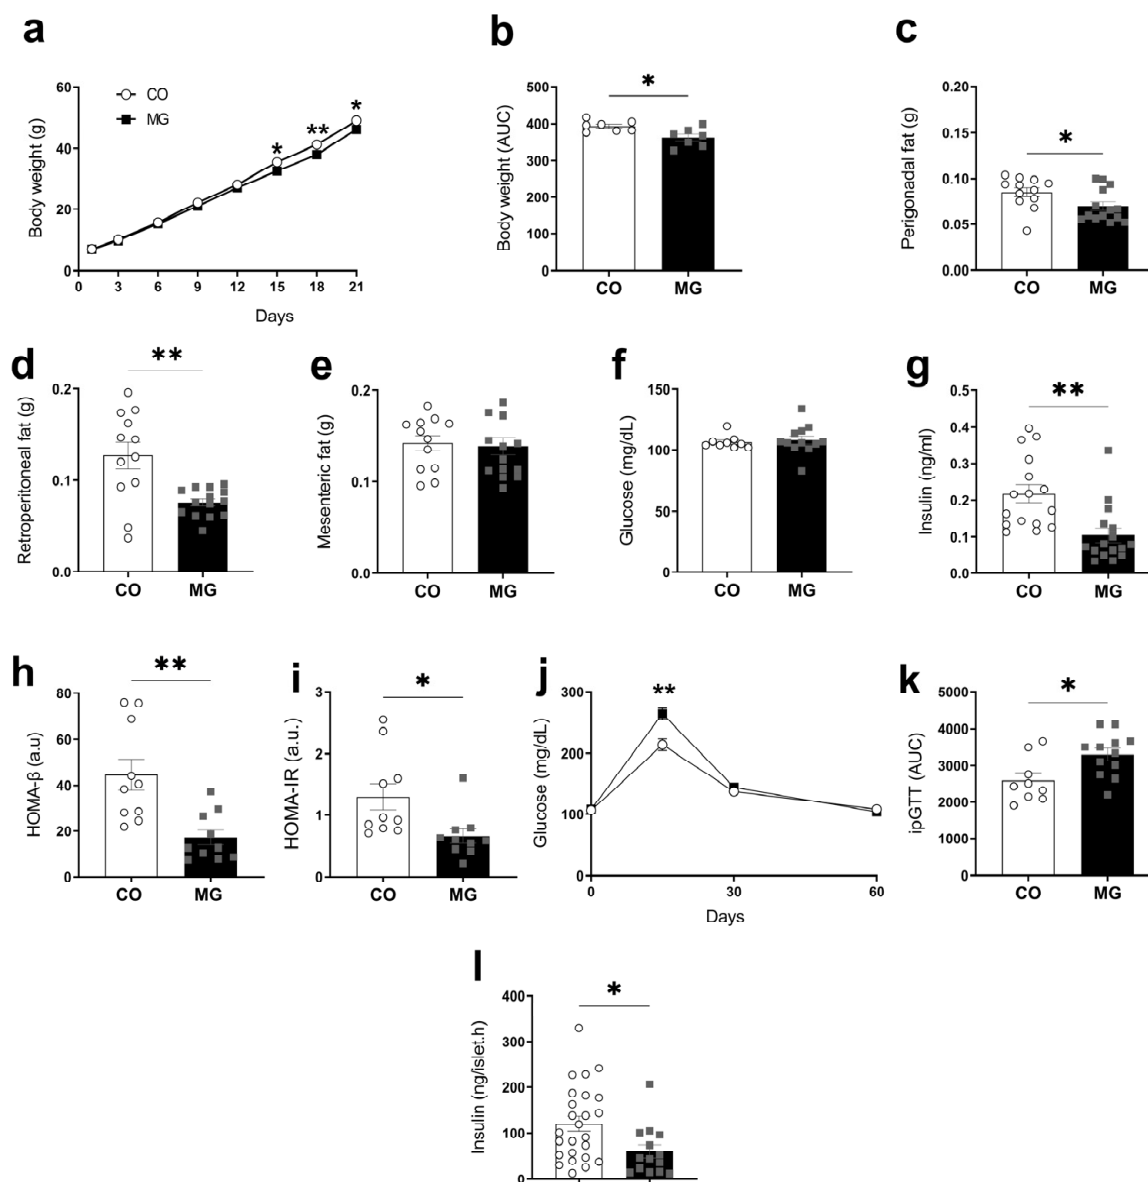 a
60
40
20
0
Body weight (g)
CO
MG
*
**
*
0 3 6 9 12 15 18 21
Days
b
500
400
300
200
100
0
Body weight (AUC)
*
CO MG
c
0.20
0.15
0.10
0.05
0.00
Perigonadal fat (g)
*
CO MG
d
0.2
0.1
0.0
Retroperitoneal fat (g)
**
CO MG
e
0.2
0.1
0.0
Mesenteric fat (g)
CO MG
f
150
100
50
0
Glucose (mg/dL)
CO MG
g
0.5
0.4
0.3
0.2
0.1
0.0
Insulin (ng/ml)
**
CO MG
h
80
60
40
20
0
HOMA-β (a.u)
**
CO MG
i
3
2
1
0
HOMA-IR (a.u.)
*
CO MG
j
300
200
100
0
Glucose (mg/dL)
**
0 30 60
Days
k
5000
4000
3000
2000
1000
0
ipGTT (AUC)
*
CO MG
l
400
300
200
100
0
Insulin (ng/islet.h)
*